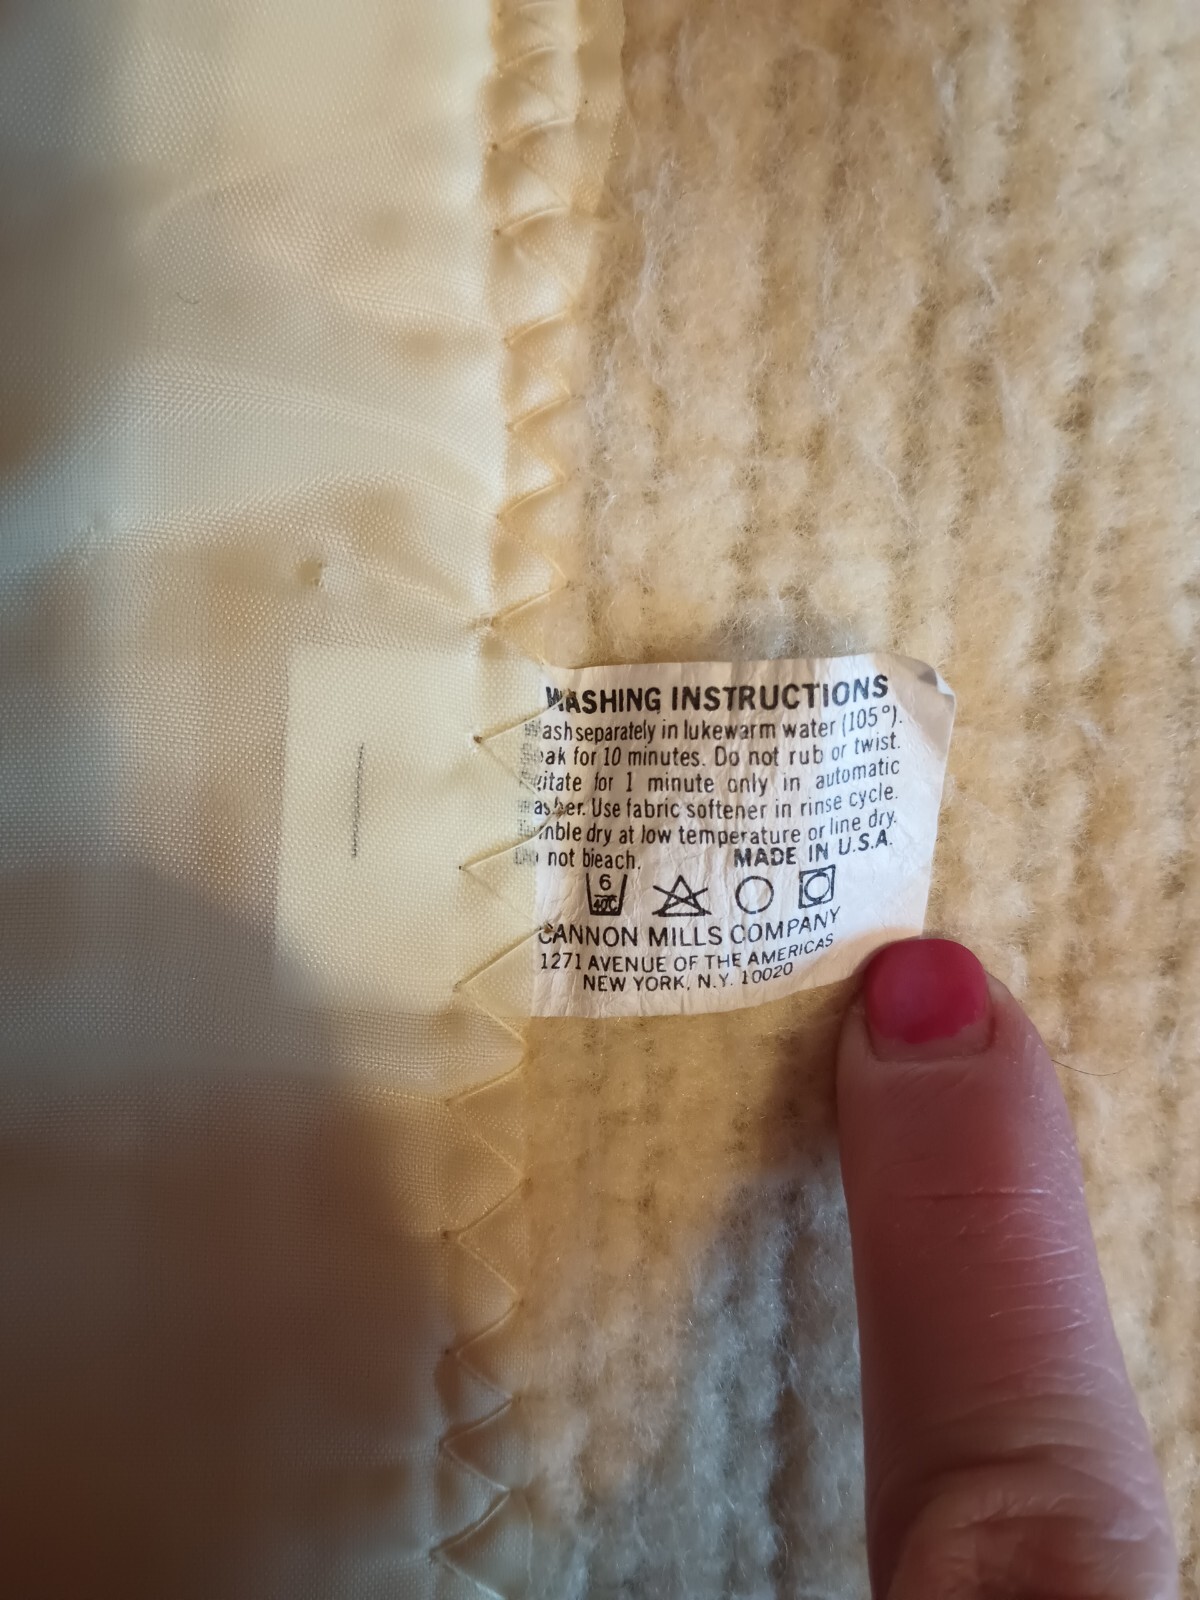 WASHING INSTRUCTIONS
Wash separately in lukewarm water (105°).
Soak for 10 minutes. Do not rub or twist.
Agitate for 1 minute only in automatic
washer. Use fabric softener in rinse cycle.
Tumble dry at low temperature or line dry.
Do not bleach. MADE IN U.S.A.
6
40C
CANNON MILLS COMPANY
1271 AVENUE OF THE AMERICAS
NEW YORK, N.Y. 10020